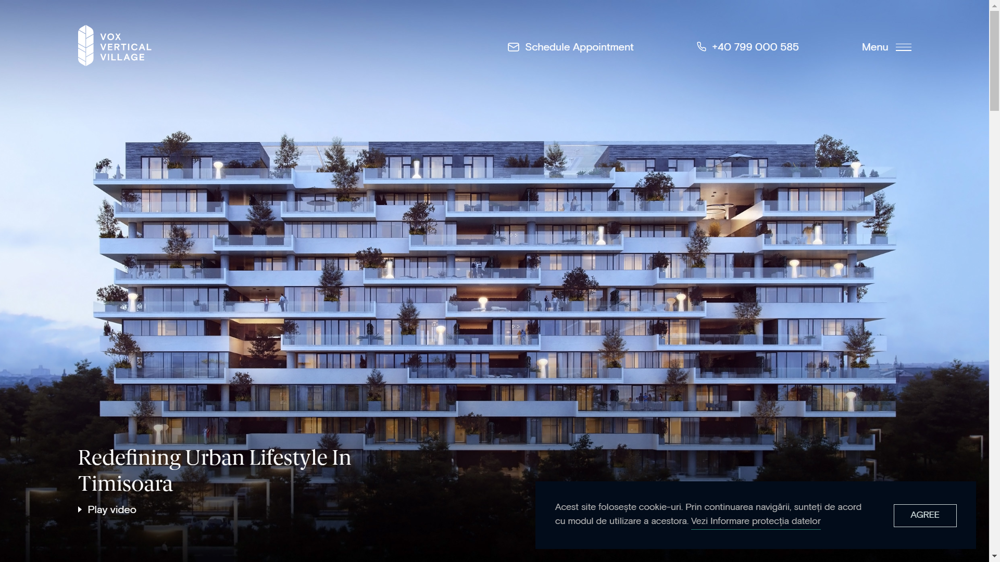 VOX
VERTICAL
VILLAGE
Schedule Appointment
+40 799 000 585
Menu
Redefining Urban Lifestyle In
Timisoara
Play video
Acest site folosește cookie-uri. Prin continuarea navigării, sunteți de acord
cu modul de utilizare a acestora. Vezi Informare protecția datelor
AGREE